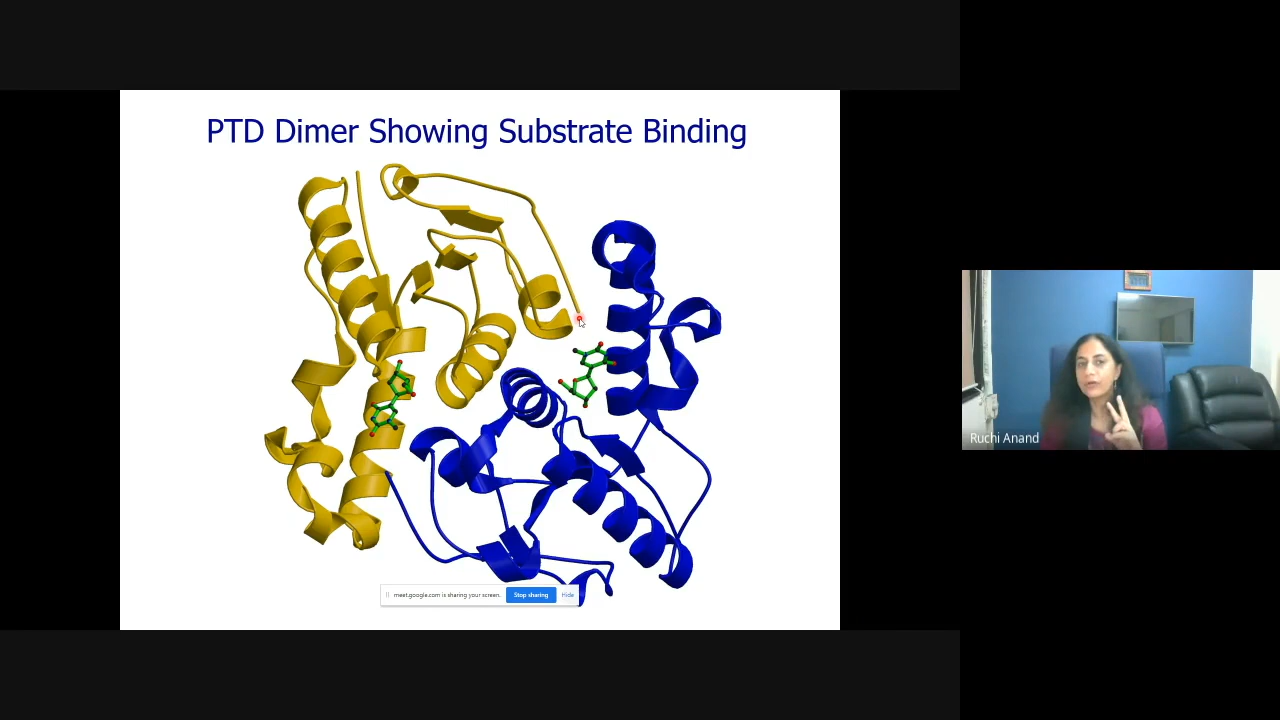 PTD Dimer Showing Substrate Binding
Ruchi Anand
meet.google.com is sharing your screen.
Stop sharing
Hide